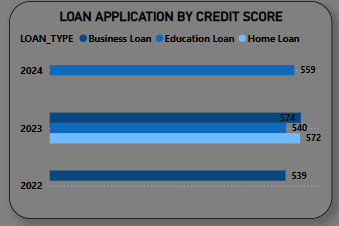 LOAN APPLICATION BY CREDIT SCORE
LOAN_TYPE Business Loan Education Loan Home Loan
2024 559
574
2023 540
572
2022 539